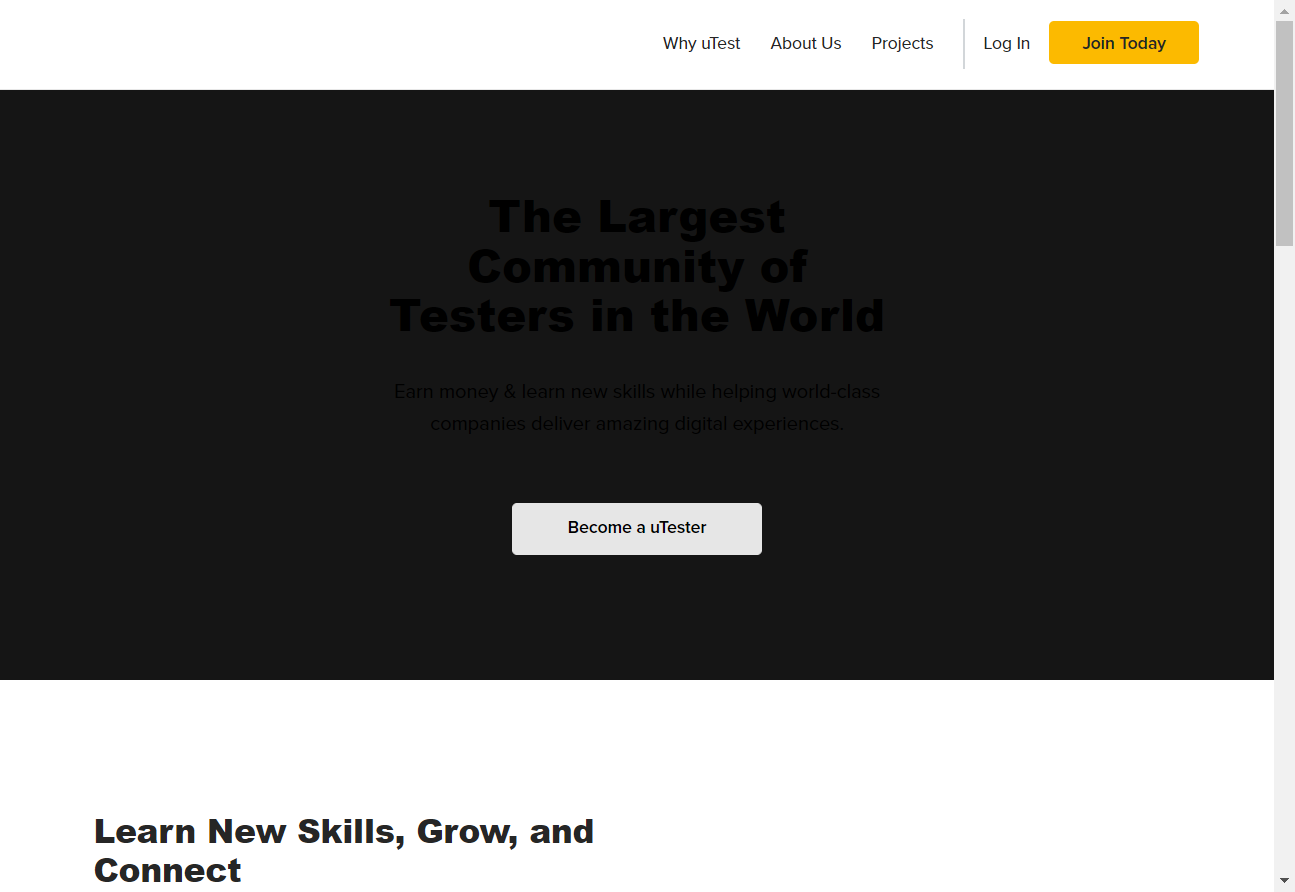 Why uTest About Us Projects Log In Join Today
The Largest
Community of
Testers in the World
Earn money & learn new skills while helping world-class
companies deliver amazing digital experiences.
Become a uTester
Learn New Skills, Grow, and
Connect